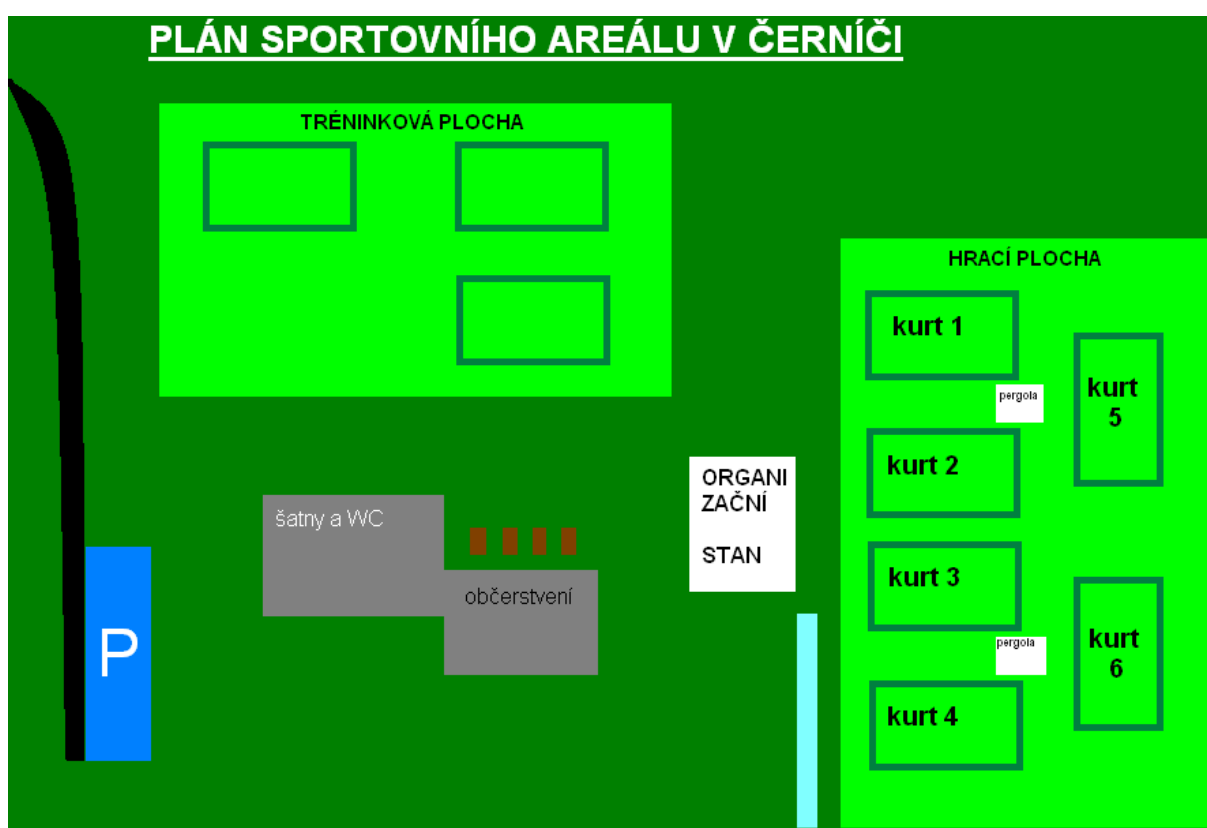 PLÁN SPORTOVNÍHO AREÁLU V ČERNÍČI
TRÉNINKOVÁ PLOCHA
HRACÍ PLOCHA
kurt 1
pergola
kurt
5
kurt 2
ORGANI
ZAČNÍ
STAN
šatny a WC
občerstvení
kurt 3
pergola
kurt
6
P
kurt 4